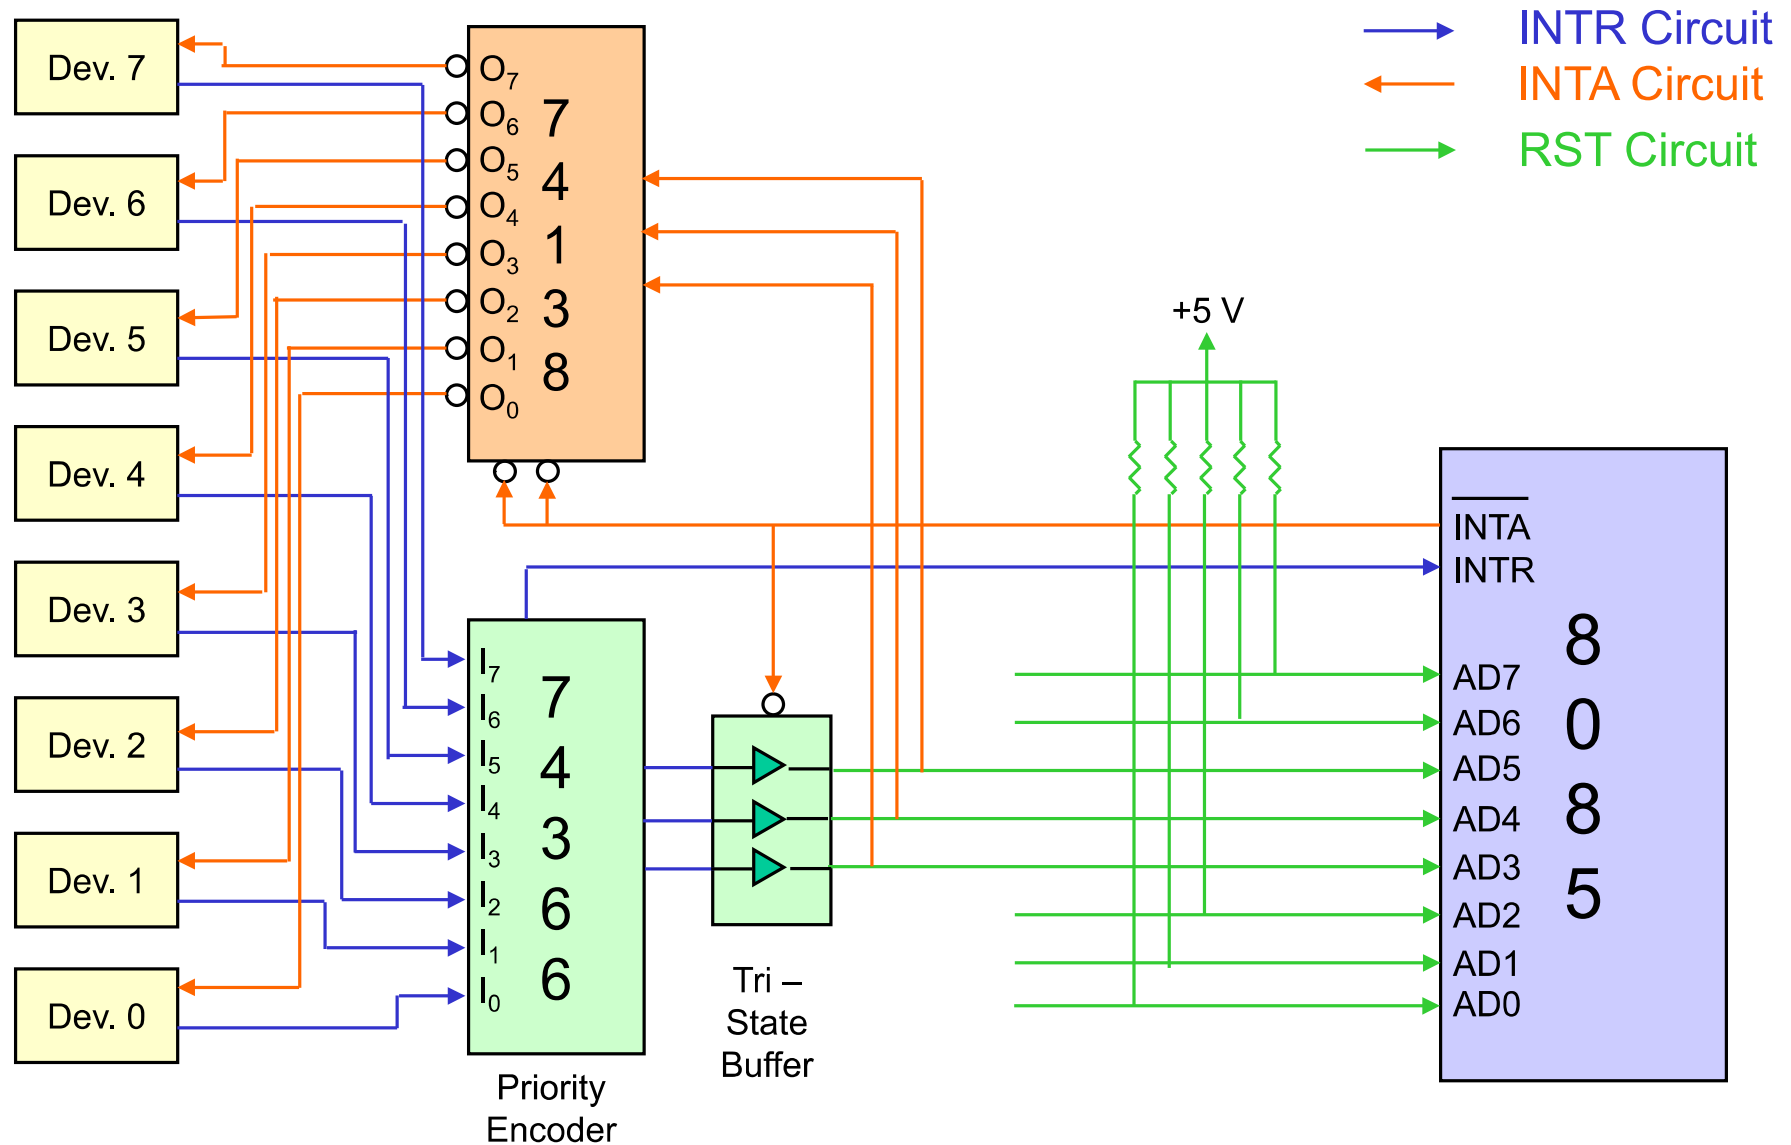 INTR Circuit
INTA Circuit
RST Circuit
Dev. 7
Dev. 6
Dev. 5
Dev. 4
Dev. 3
Dev. 2
Dev. 1
Dev. 0
O7
O6
O5
O4
O3
O2
O1
O0
7
4
1
3
8
+5 V
I7
I6
I5
I4
I3
I2
I1
I0
7
4
3
6
6
Priority
Encoder
Tri –
State
Buffer
INTA
INTR
AD7
AD6
AD5
AD4
AD3
AD2
AD1
AD0
8
0
8
5